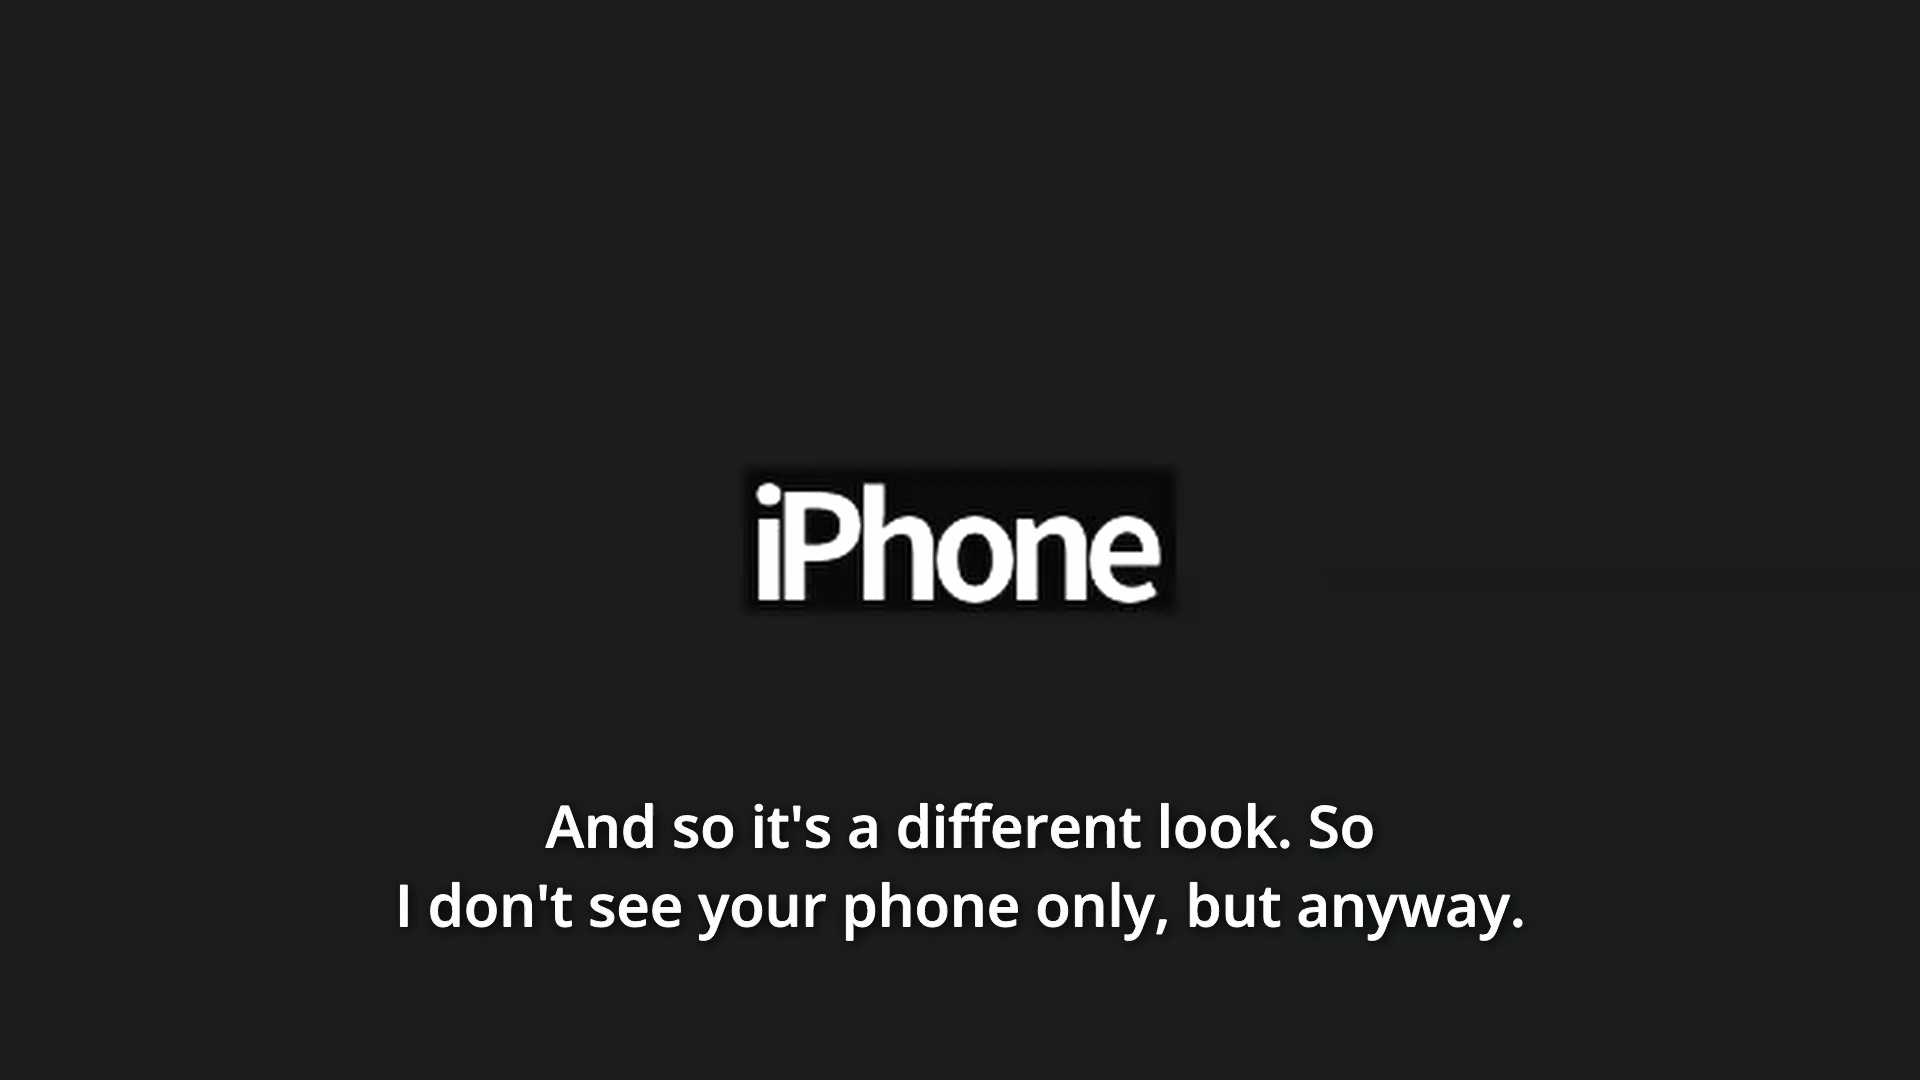 iPhone
And so it's a different look. So
I don't see your phone only, but anyway.